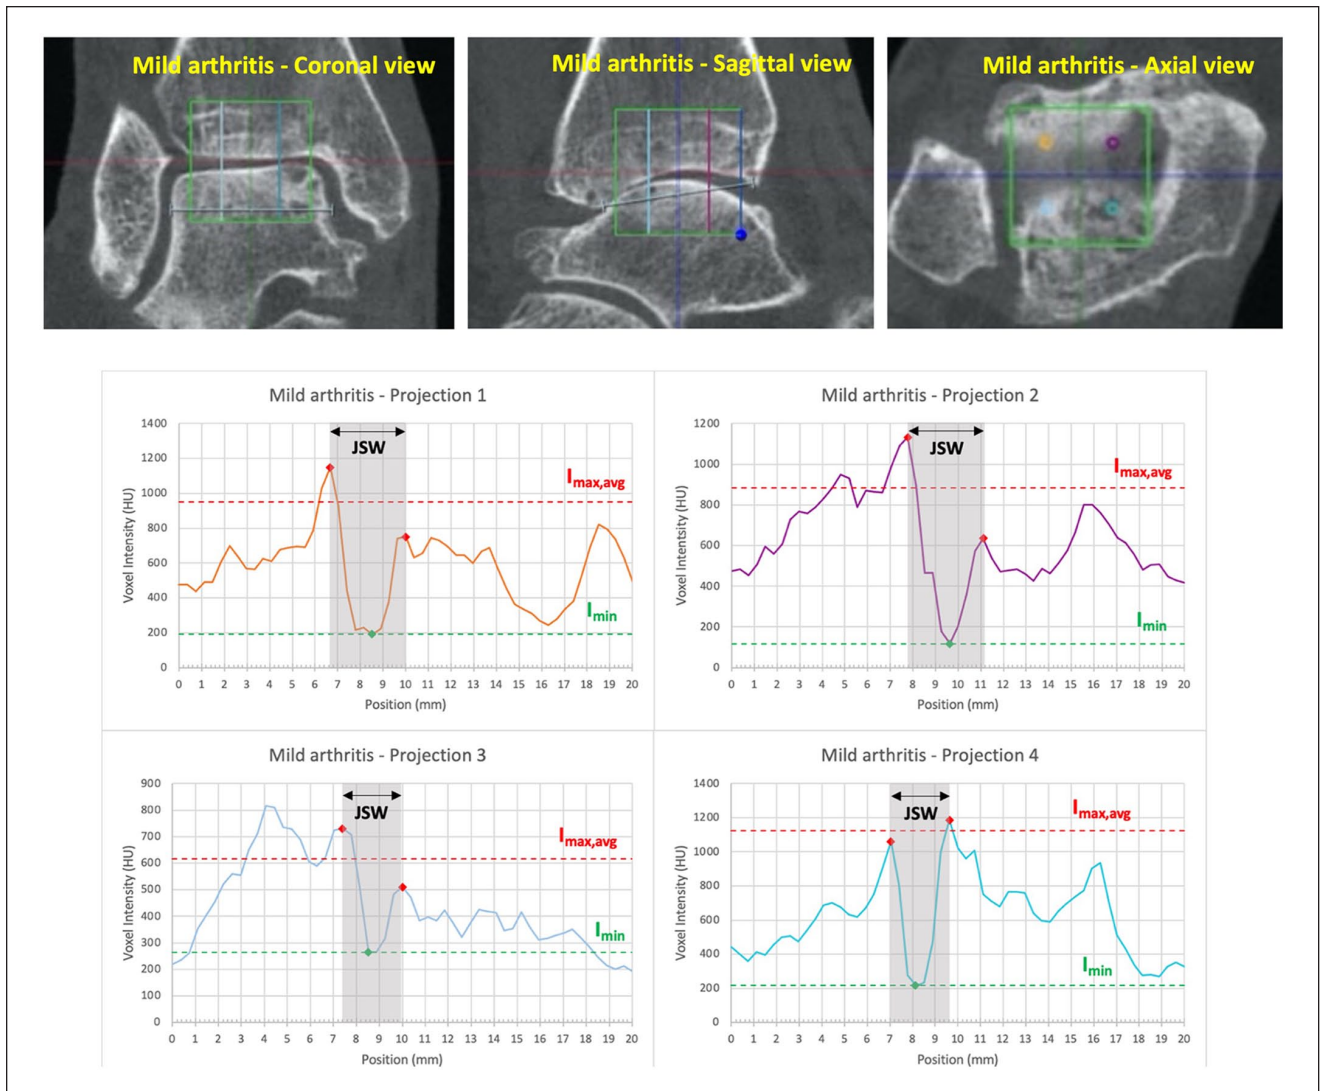 Mild arthritis - Coronal view
Mild arthritis - Sagittal view
Mild arthritis - Axial view
Mild arthritis - Projection 1
Voxel Intensity (HU)
1400
1200
1000
800
600
400
200
0
JSW
Imax,avg
Imin
0 1 2 3 4 5 6 7 8 9 10 11 12 13 14 15 16 17 18 19 20
Position (mm)
Mild arthritis - Projection 2
Voxel Intentsity (HU)
1200
1000
800
600
400
200
0
JSW
Imax,avg
Imin
0 1 2 3 4 5 6 7 8 9 10 11 12 13 14 15 16 17 18 19 20
Position (mm)
Mild arthritis - Projection 3
Voxel Intensity (HU)
900
800
700
600
500
400
300
200
100
0
JSW
Imax,avg
Imin
0 1 2 3 4 5 6 7 8 9 10 11 12 13 14 15 16 17 18 19 20
Position (mm)
Mild arthritis - Projection 4
Voxel Intensity (HU)
1400
1200
1000
800
600
400
200
0
JSW
Imax,avg
Imin
0 1 2 3 4 5 6 7 8 9 10 11 12 13 14 15 16 17 18 19 20
Position (mm)